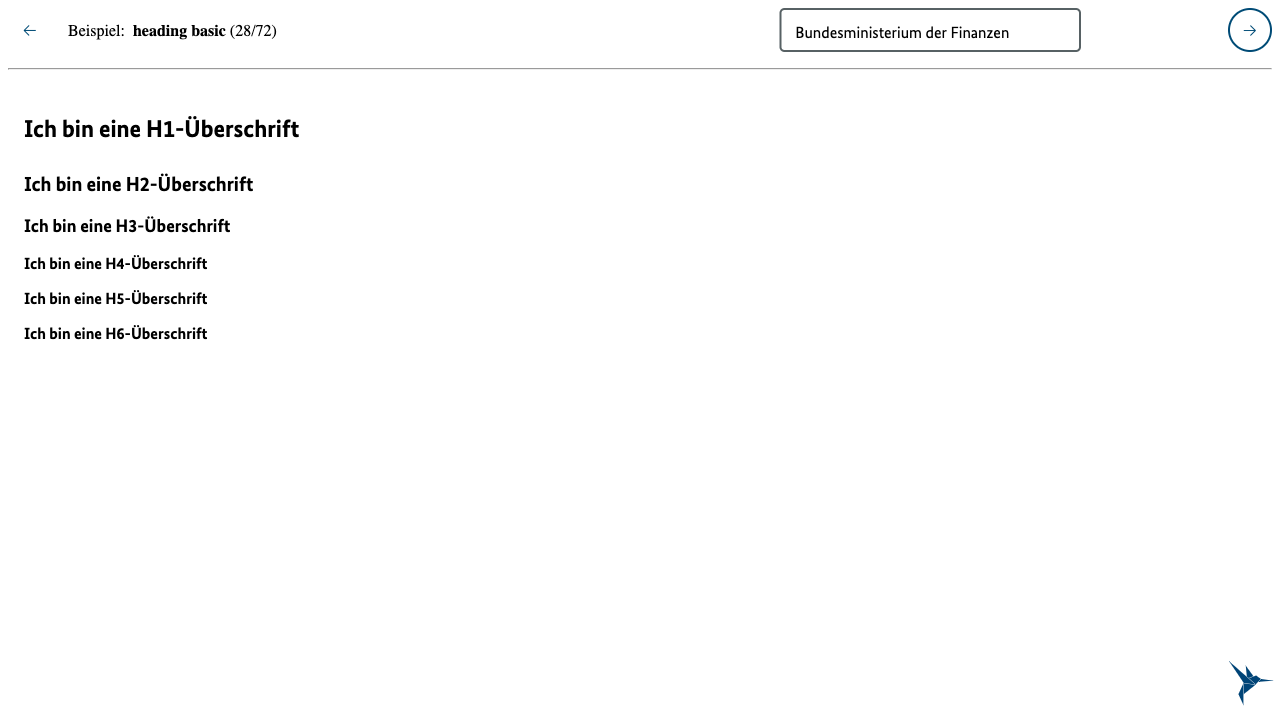 Beispiel: heading basic (28/72)
Bundesministerium der Finanzen
Ich bin eine H1-Überschrift
Ich bin eine H2-Überschrift
Ich bin eine H3-Überschrift
Ich bin eine H4-Überschrift
Ich bin eine H5-Überschrift
Ich bin eine H6-Überschrift